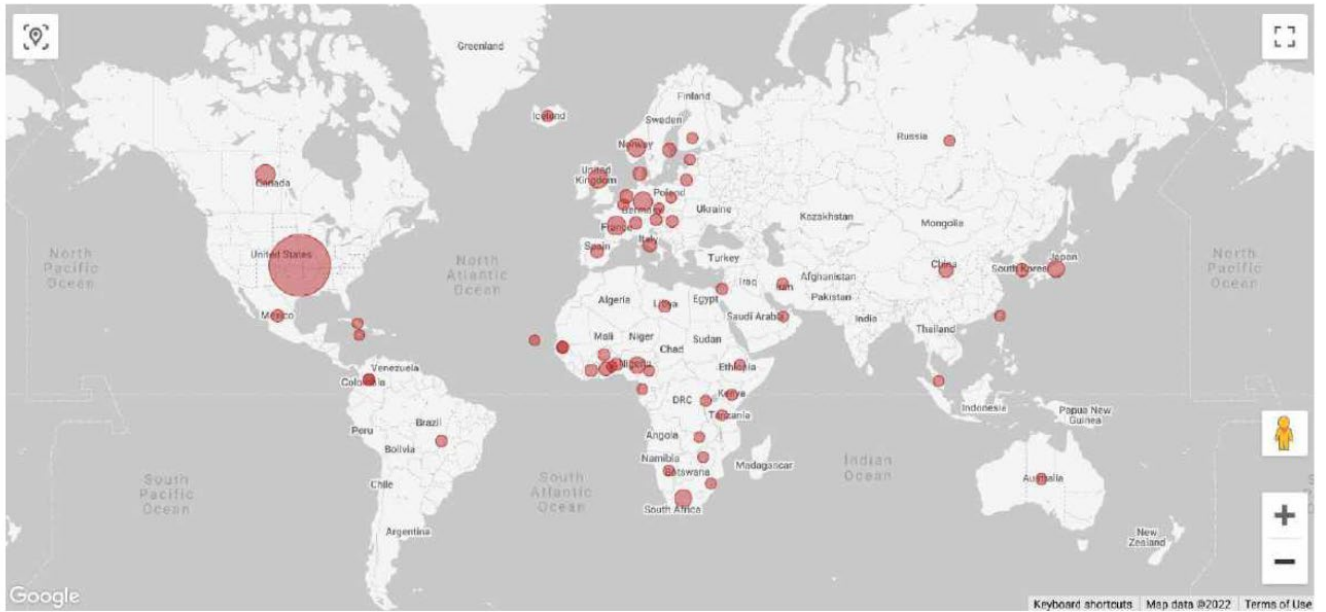 Greenland
Iceland
Finland
Sweden
Norway
Russia
Canada
United
Kingdom
Poland
Germany
Ukraine
Kazakhstan
Mongolia
France
United States
Spain
Italy
Turkey
North
Pacific
Ocean
North
Atlantic
Ocean
China
South Korea
Japan
North
Pacific
Ocean
Iraq
Iran
Afghanistan
Pakistan
Algeria
Libya
Egypt
Saudi Arabia
India
Mexico
Mali
Niger
Chad
Sudan
Thailand
Venezuela
Colombia
Nigeria
Ethiopia
DRC
Kenya
Tanzania
Indonesia
Papua New
Guinea
Peru
Brazil
Bolivia
Angola
Namibia
Botswana
Madagascar
Indian
Ocean
South
Pacific
Ocean
Chile
South
Atlantic
Ocean
South Africa
Australia
Argentina
New
Zealand
Google
Keyboard shortcuts
Map data ©2022
Terms of Use